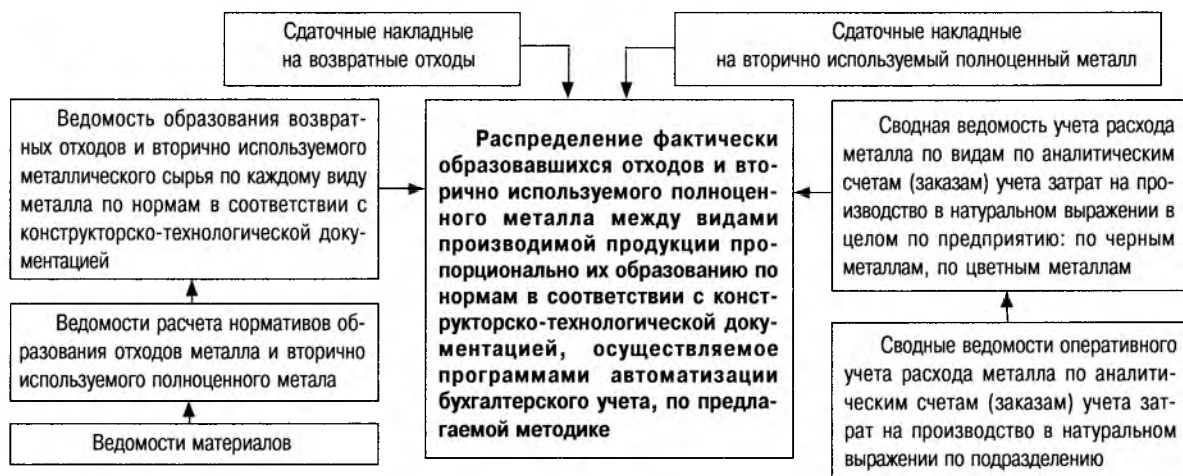 Сдаточные накладные
на возвратные отходы
Сдаточные накладные
на вторично используемый полноценный металл
Ведомость образования возврат-
ных отходов и вторично используемого
металлического сырья по каждому виду
металла по нормам в соответствии с
конструкторско-технологической доку-
ментацией
Ведомости расчета нормативов об-
разования отходов металла и вторично
используемого полноценного метала
Ведомости материалов
Распределение фактически
образовавшихся отходов и вто-
рично используемого полноцен-
ного металла между видами
производимой продукции про-
порционально их образованию по
нормам в соответствии с конст-
рукторско-технологической доку-
ментацией, осуществляемое
программами автоматизации
бухгалтерского учета, по предла-
гаемой методике
Сводная ведомость учета расхода
металла по видам по аналитическим
счетам (заказам) учета затрат на про-
изводство в натуральном выражении в
целом по предприятию: по черным
металлам, по цветным металлам
Сводные ведомости оперативного
учета расхода металла по аналити-
ческим счетам (заказам) учета зат-
рат на производство в натуральном
выражении по подразделению